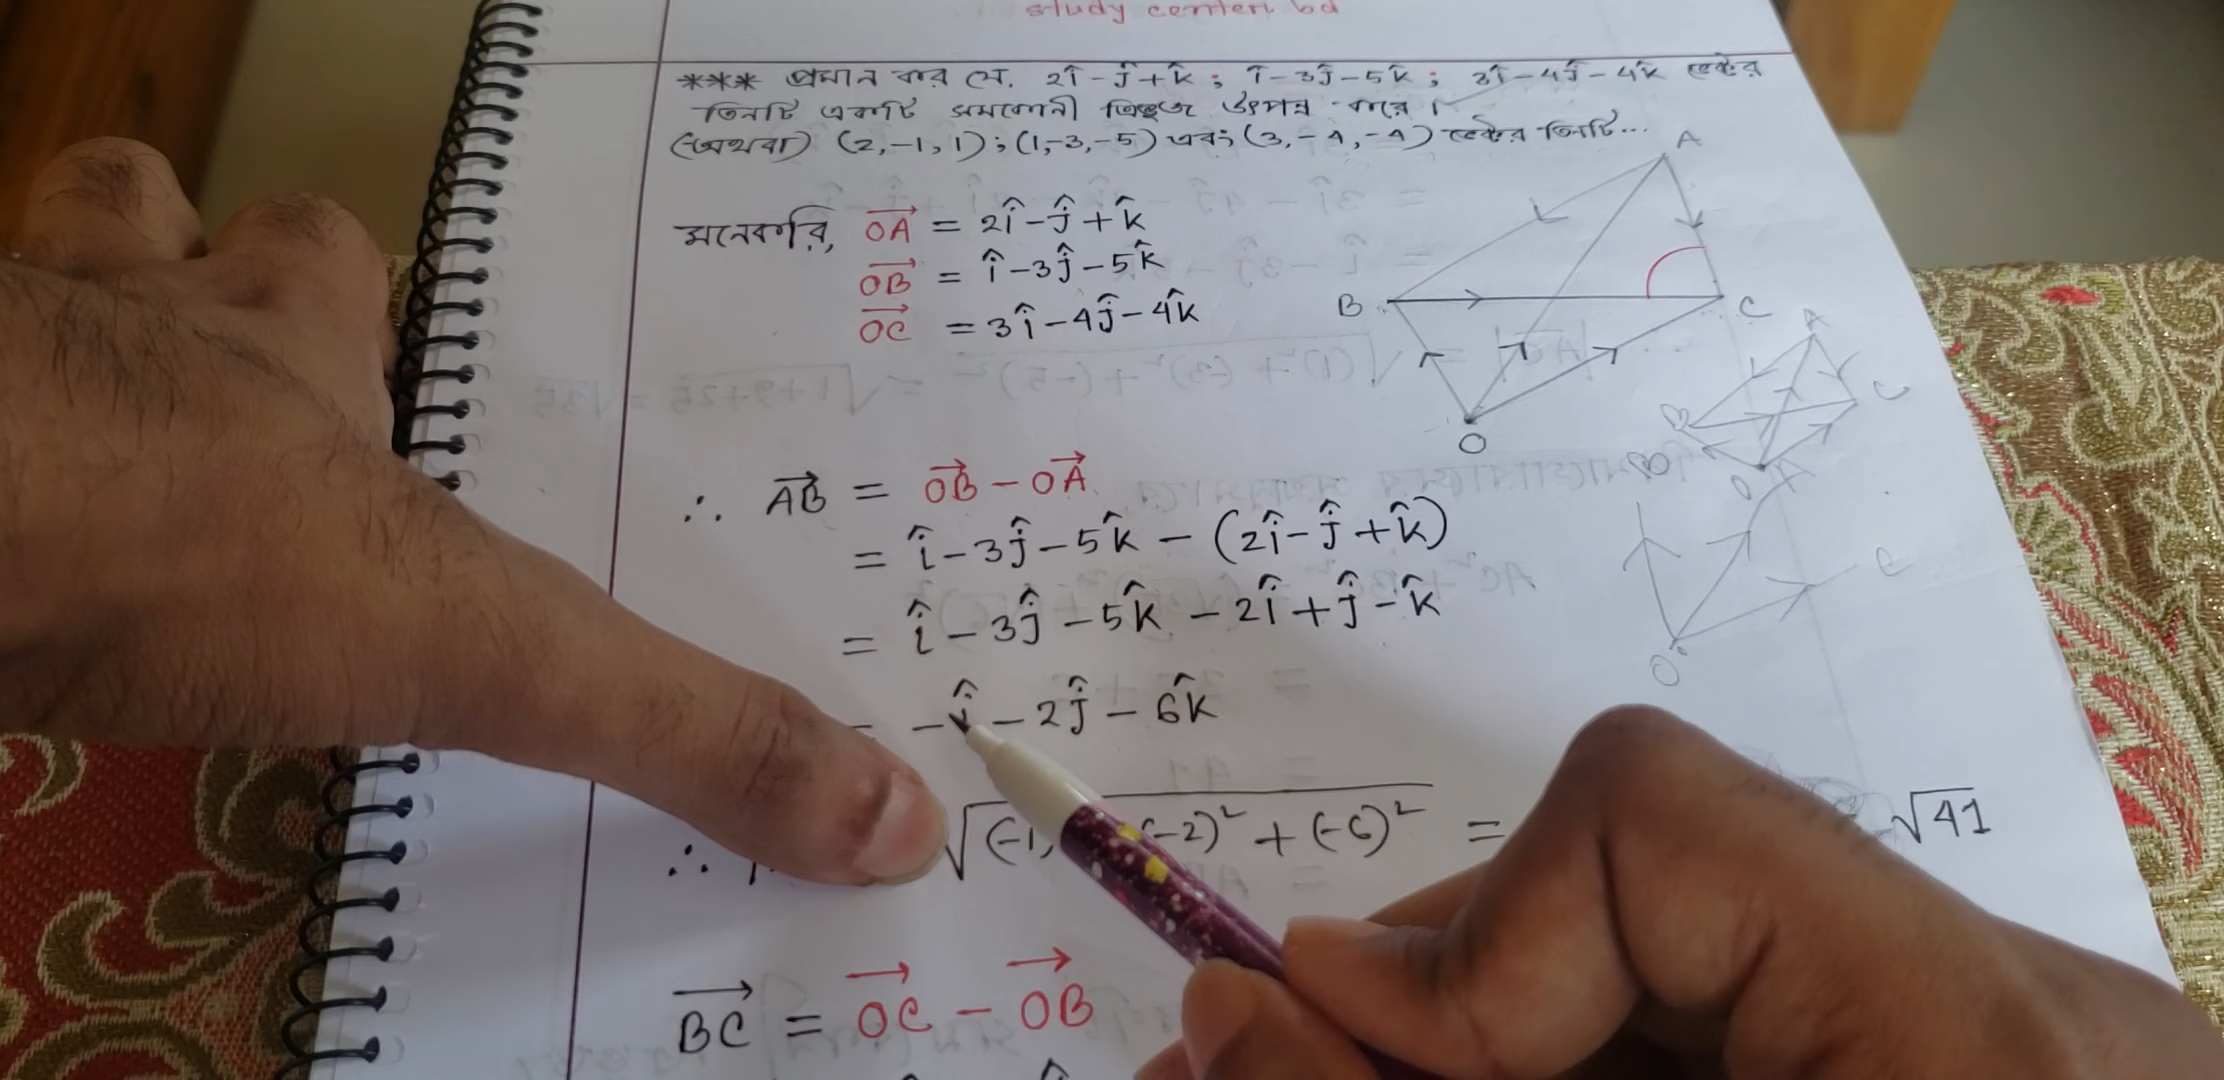 study center bd
*** প্রমান কর যে, 2î - ĵ + k̂ ; î - 3ĵ - 5k̂ ; 3î - 4ĵ - 4k̂ ভেক্টর
তিনটি একটি সমকোনী ত্রিভুজ উৎপন্ন করে।
(অথবা) (2,-1,1) ; (1,-3,-5) এবং (3,-4,-4) ভেক্টর তিনটি...
A
মনেকরি, OA→ = 2î - ĵ + k̂
OB→ = î - 3ĵ - 5k̂
OC→ = 3î - 4ĵ - 4k̂
B
C
O
A
B
C
O
∴ AB→ = OB→ - OA→
= î - 3ĵ - 5k̂ - (2î - ĵ + k̂)
= î - 3ĵ - 5k̂ - 2î + ĵ - k̂
= -î - 2ĵ - 6k̂
B
A
C
O
∴ √(-1) (-2)² + (-6)² = √41
BC→ = OC→ - OB→